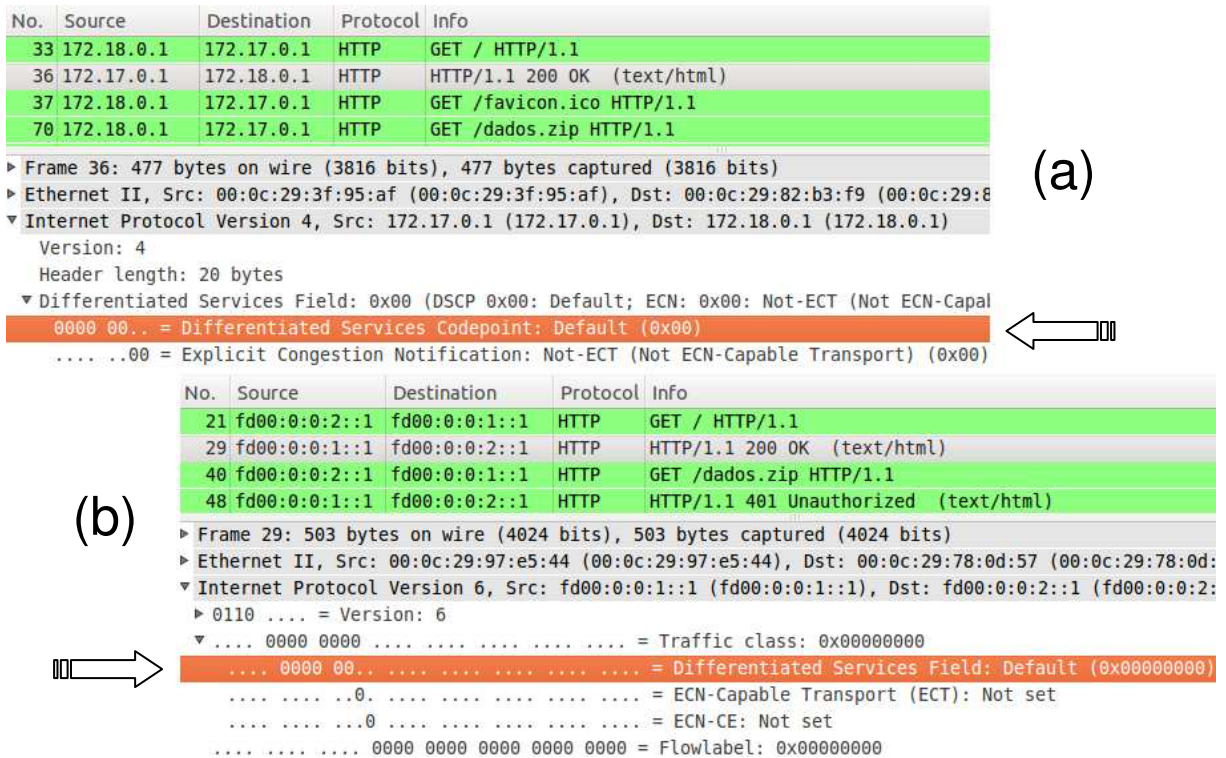 No. Source Destination Protocol Info
33 172.18.0.1 172.17.0.1 HTTP GET / HTTP/1.1
36 172.17.0.1 172.18.0.1 HTTP HTTP/1.1 200 OK (text/html)
37 172.18.0.1 172.17.0.1 HTTP GET /favicon.ico HTTP/1.1
70 172.18.0.1 172.17.0.1 HTTP GET /dados.zip HTTP/1.1
Frame 36: 477 bytes on wire (3816 bits), 477 bytes captured (3816 bits)
(a)
Ethernet II, Src: 00:0c:29:3f:95:af (00:0c:29:3f:95:af), Dst: 00:0c:29:82:b3:f9 (00:0c:29:8
Internet Protocol Version 4, Src: 172.17.0.1 (172.17.0.1), Dst: 172.18.0.1 (172.18.0.1)
Version: 4
Header length: 20 bytes
Differentiated Services Field: 0x00 (DSCP 0x00: Default; ECN: 0x00: Not-ECT (Not ECN-Capal
0000 00.. = Differentiated Services Codepoint: Default (0x00)
.... ..00 = Explicit Congestion Notification: Not-ECT (Not ECN-Capable Transport) (0x00)
No. Source Destination Protocol Info
21 fd00:0:0:2::1 fd00:0:0:1::1 HTTP GET / HTTP/1.1
29 fd00:0:0:1::1 fd00:0:0:2::1 HTTP HTTP/1.1 200 OK (text/html)
40 fd00:0:0:2::1 fd00:0:0:1::1 HTTP GET /dados.zip HTTP/1.1
48 fd00:0:0:1::1 fd00:0:0:2::1 HTTP HTTP/1.1 401 Unauthorized (text/html)
(b)
Frame 29: 503 bytes on wire (4024 bits), 503 bytes captured (4024 bits)
Ethernet II, Src: 00:0c:29:97:e5:44 (00:0c:29:97:e5:44), Dst: 00:0c:29:78:0d:57 (00:0c:29:78:0d:
Internet Protocol Version 6, Src: fd00:0:0:1::1 (fd00:0:0:1::1), Dst: fd00:0:0:2::1 (fd00:0:0:2:
0110 .... = Version: 6
.... 0000 0000 .... .... .... .... .... = Traffic class: 0x00000000
.... 0000 00.. .... .... .... .... .... = Differentiated Services Field: Default (0x00000000)
.... .... ..0. .... .... .... .... .... = ECN-Capable Transport (ECT): Not set
.... .... ...0 .... .... .... .... .... = ECN-CE: Not set
.... .... .... 0000 0000 0000 0000 0000 = Flowlabel: 0x00000000